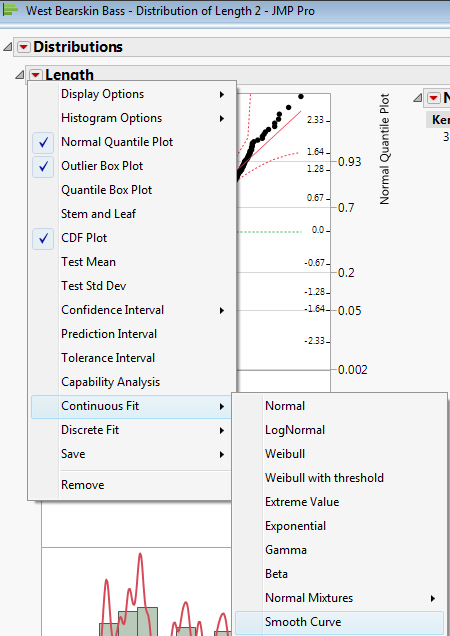 West Bearskin Bass - Distribution of Length 2 - JMP Pro
Distributions
Length
Display Options
Histogram Options
Normal Quantile Plot
Outlier Box Plot
Quantile Box Plot
Stem and Leaf
CDF Plot
Test Mean
Test Std Dev
Confidence Interval
Prediction Interval
Tolerance Interval
Capability Analysis
Continuous Fit
Discrete Fit
Save
Remove
Normal
LogNormal
Weibull
Weibull with threshold
Extreme Value
Exponential
Gamma
Beta
Normal Mixtures
Smooth Curve
2.33
1.64
1.28
0.67
0.0
-0.67
-1.28
-1.64
-2.33
0.93
0.7
0.2
0.05
0.002
Normal Quantile Plot
N
Ker
3